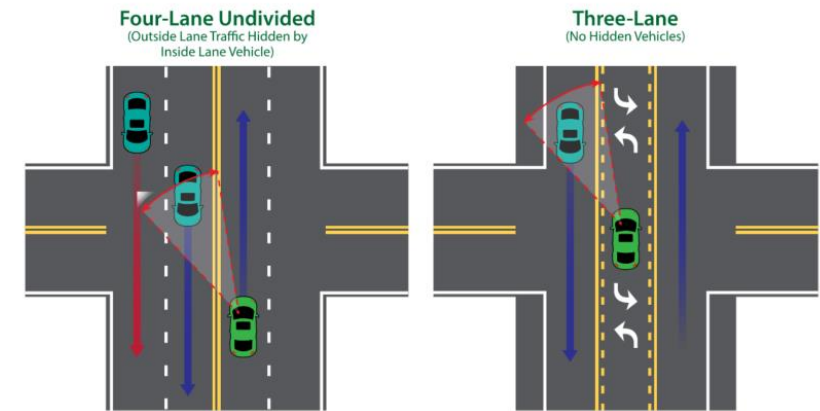 Four-Lane Undivided
(Outside Lane Traffic Hidden by
Inside Lane Vehicle)
Three-Lane
(No Hidden Vehicles)